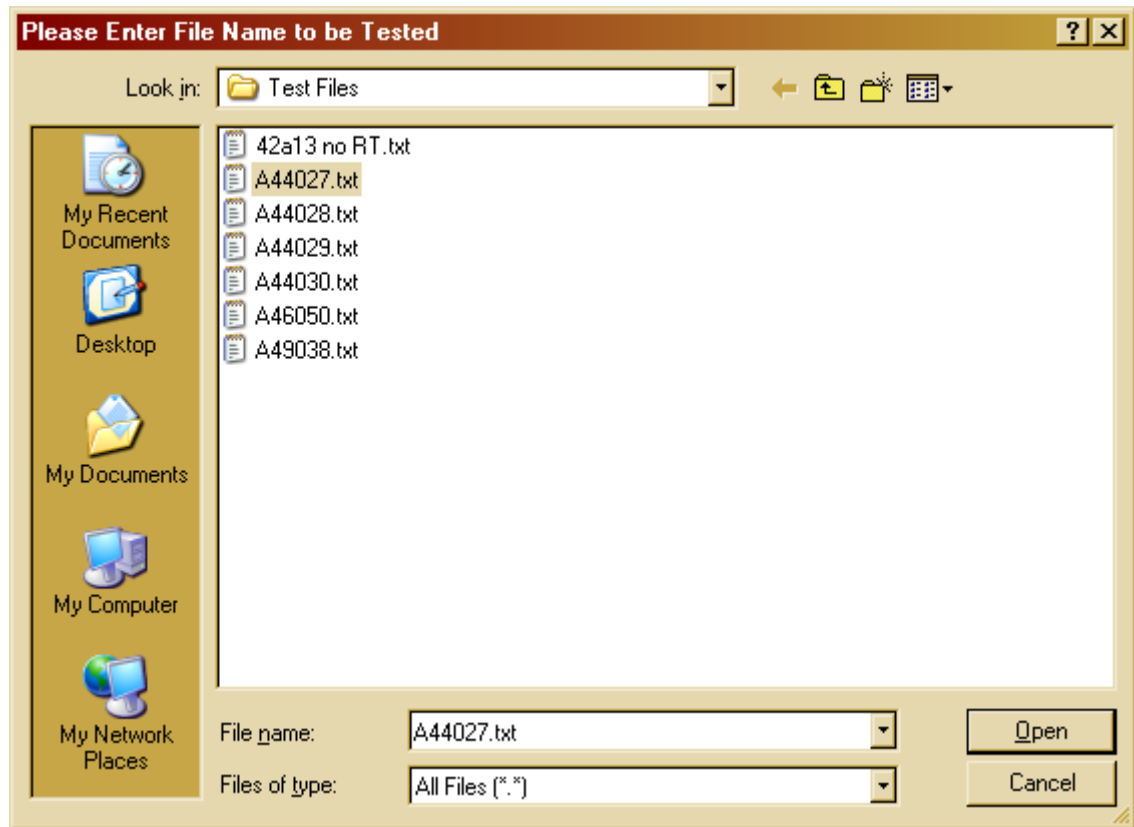 Please Enter File Name to be Tested
Look in: Test Files
42a13 no RT.txt
A44027.txt
A44028.txt
A44029.txt
A44030.txt
A46050.txt
A49038.txt
My Recent
Documents
Desktop
My Documents
My Computer
My Network
Places
File name: A44027.txt Open
Files of type: All Files (*.*) Cancel